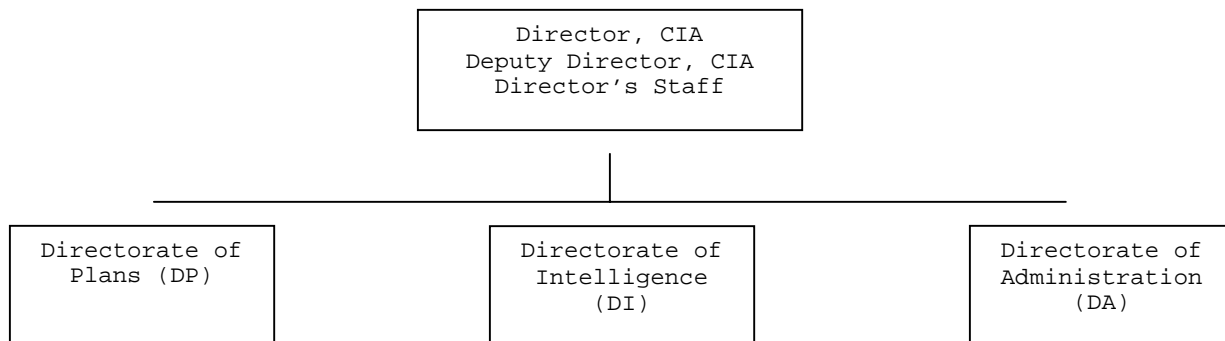 Director, CIA
Deputy Director, CIA
Director’s Staff
Directorate of
Plans (DP)
Directorate of
Intelligence
(DI)
Directorate of
Administration
(DA)